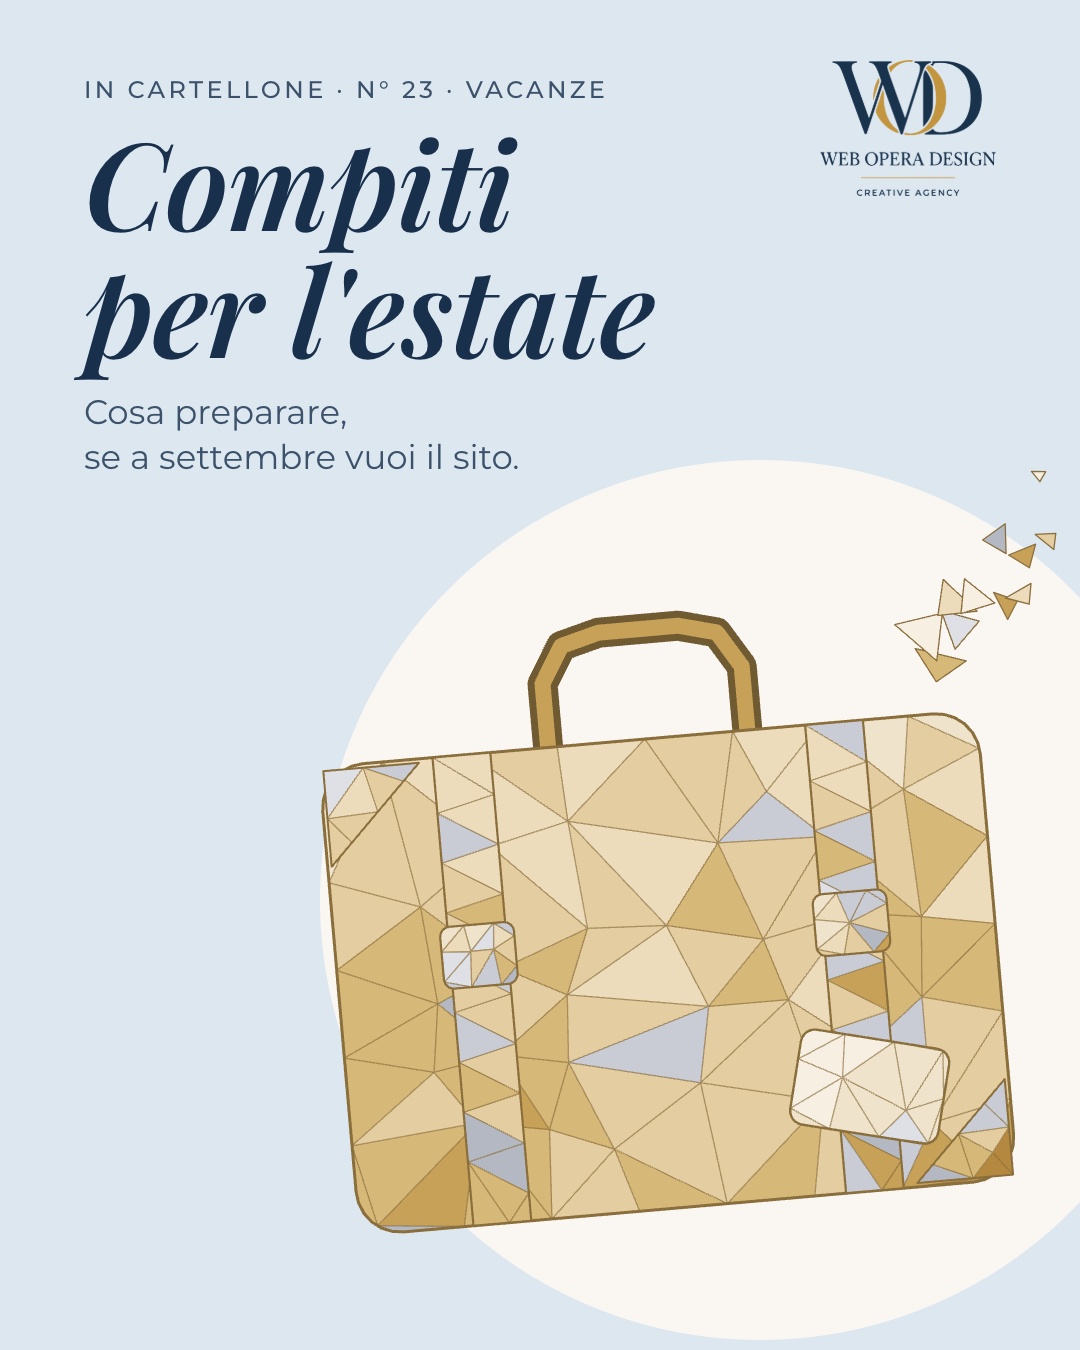 IN CARTELLONE · N° 23 · VACANZE
Compiti
per l'estate
Cosa preparare,
se a settembre vuoi il sito.
WOD
WEB OPERA DESIGN
CREATIVE AGENCY